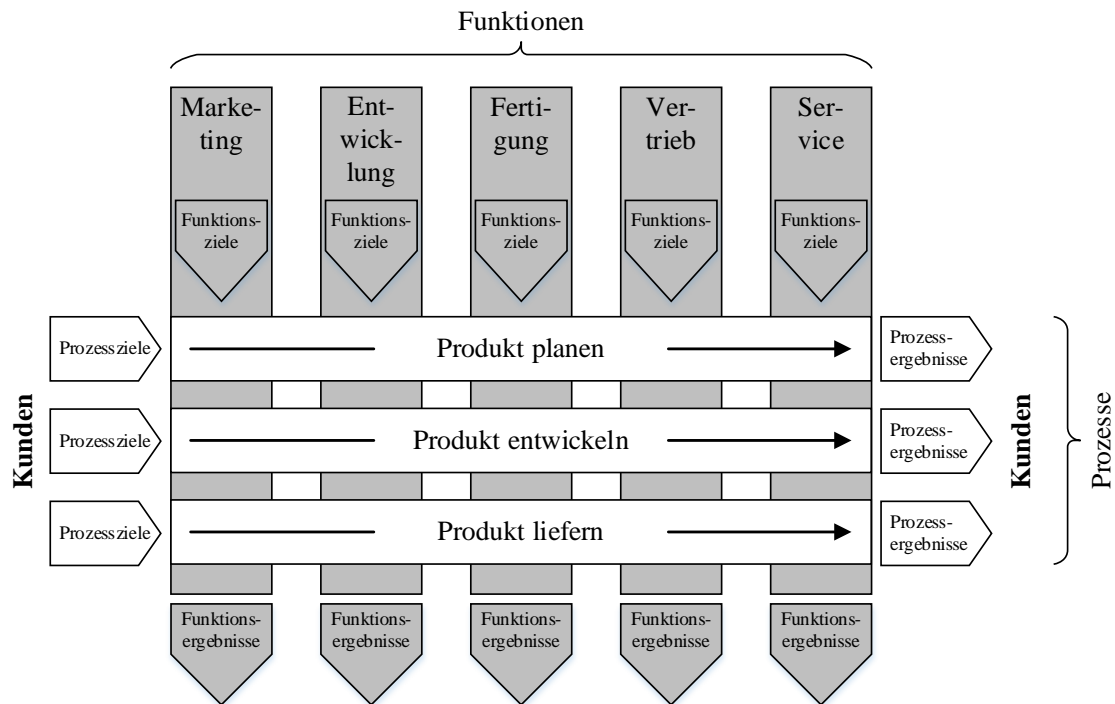 Funktionen
Marke-
ting
Ent-
wick-
lung
Ferti-
gung
Ver-
trieb
Ser-
vice
Funktions-
ziele
Funktions-
ziele
Funktions-
ziele
Funktions-
ziele
Funktions-
ziele
Kunden
Prozessziele
Produkt planen
Prozess-
ergebnisse
Prozessziele
Produkt entwickeln
Prozess-
ergebnisse
Prozessziele
Produkt liefern
Prozess-
ergebnisse
Kunden
Prozesse
Funktions-
ergebnisse
Funktions-
ergebnisse
Funktions-
ergebnisse
Funktions-
ergebnisse
Funktions-
ergebnisse